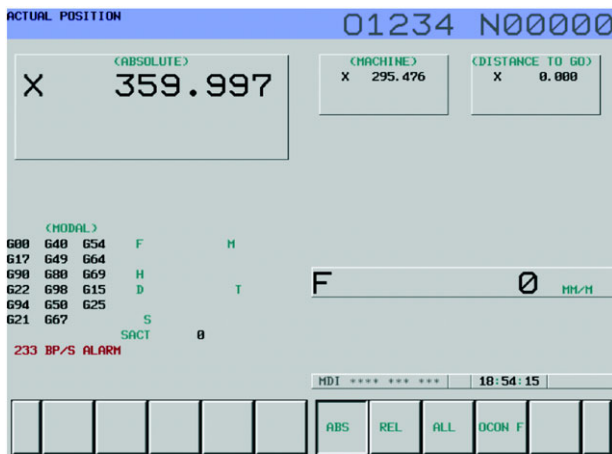 ACTUAL POSITION O1234 N00000
(ABSOLUTE)
X 359.997
(MACHINE)
X 295.476
(DISTANCE TO GO)
X 0.000
(MODAL)
G00 G40 G54 F M
G17 G49 G64
G90 G80 G69 H
G22 G98 G15 D T
G94 G50 G25
G21 G67 S
SACT 0
233 BP/S ALARM
F 0 MM/M
MDI **** *** *** 18:54:15
ABS REL ALL OCON F